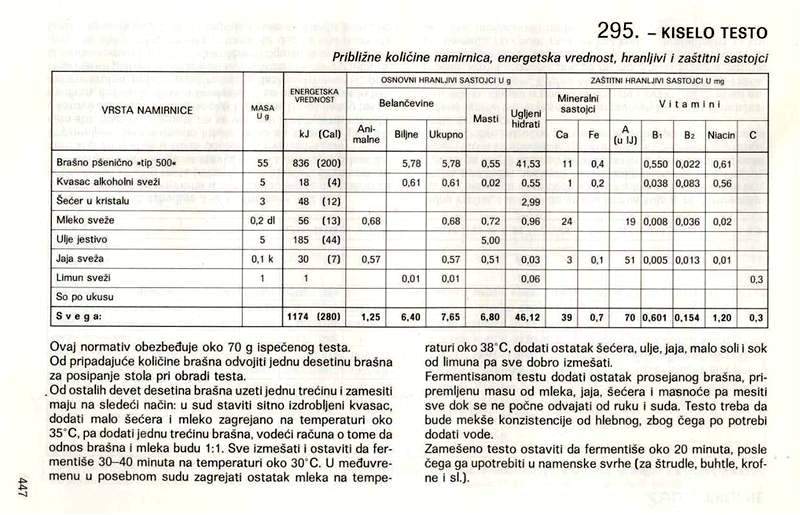 295. – KISELO TESTO
Približne količine namirnica, energetska vrednost, hranljivi i zaštitni sastojci
VRSTA NAMIRNICE MASA U g ENERGETSKA VREDNOST OSNOVNI HRANLJIVI SASTOJCI U g ZAŠTITNI HRANLJIVI SASTOJCI U mg
Belančevine Masti Ugljeni hidrati Mineralni sastojci Vitamini
kJ (Cal) Ani-malne Biljne Ukupno Ca Fe A (u IJ) B1 B2 Niacin C
Brašno pšenično »tip 500« 55 836 (200) 5,78 5,78 0,55 41,53 11 0,4 0,550 0,022 0,61
Kvasac alkoholni sveži 5 18 (4) 0,61 0,61 0,02 0,55 1 0,2 0,038 0,083 0,56
Šećer u kristalu 3 48 (12) 2,99
Mleko sveže 0,2 dl 56 (13) 0,68 0,68 0,72 0,96 24 19 0,008 0,036 0,02
Ulje jestivo 5 185 (44) 5,00
Jaja sveža 0,1 k 30 (7) 0,57 0,57 0,51 0,03 3 0,1 51 0,005 0,013 0,01
Limun sveži 1 1 0,01 0,01 0,06 0,3
So po ukusu
Svega: 1174 (280) 1,25 6,40 7,65 6,80 46,12 39 0,7 70 0,601 0,154 1,20 0,3
Ovaj normativ obezbeđuje oko 70 g ispečenog testa.
Od pripadajuće količine brašna odvojiti jednu desetinu brašna
za posipanje stola pri obradi testa.
Od ostalih devet desetina brašna uzeti jednu trećinu i zamesiti
maju na sledeći način: u sud staviti sitno izdrobljeni kvasac,
dodati malo šećera i mleko zagrejano na temperaturi oko
35°C, pa dodati jednu trećinu brašna, vodeći računa o tome da
odnos brašna i mleka budu 1:1. Sve izmešati i ostaviti da fer-
mentiše 30–40 minuta na temperaturi oko 30°C. U međuvre-
menu u posebnom sudu zagrejati ostatak mleka na tempe-
raturi oko 38°C, dodati ostatak šećera, ulje, jaja, malo soli i sok
od limuna pa sve dobro izmešati.
Fermentisanom testu dodati ostatak prosejanog brašna, pri-
premljenu masu od mleka, jaja, šećera i masnoće pa mesiti
sve dok se ne počne odvajati od ruku i suda. Testo treba da
bude mekše konzistencije od hlebnog, zbog čega po potrebi
dodati vode.
Zamešeno testo ostaviti da fermentiše oko 20 minuta, posle
čega ga upotrebiti u namenske svrhe (za štrudle, buhtle, krof-
ne i sl.).
447